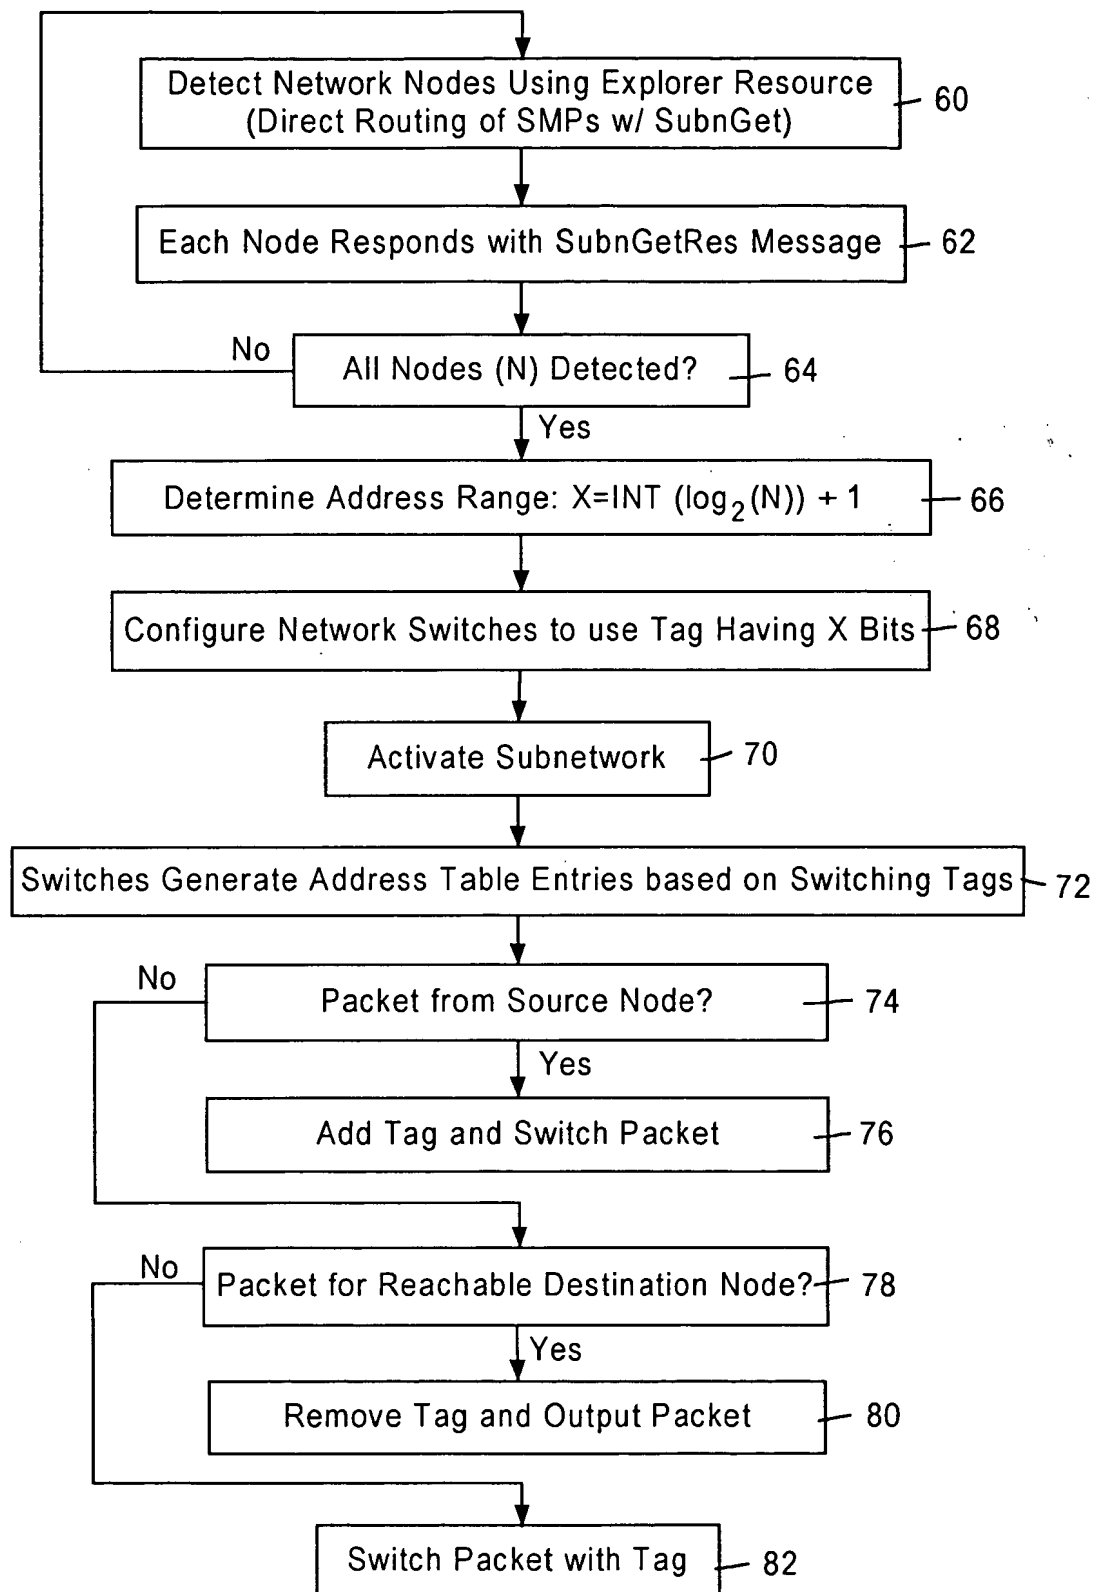 Detect Network Nodes Using Explorer Resource
(Direct Routing of SMPs w/ SubnGet)
60
Each Node Responds with SubnGetRes Message
62
No
All Nodes (N) Detected?
64
Yes
Determine Address Range: X=INT (log2(N)) + 1
66
Configure Network Switches to use Tag Having X Bits
68
Activate Subnetwork
70
Switches Generate Address Table Entries based on Switching Tags
72
No
Packet from Source Node?
74
Yes
Add Tag and Switch Packet
76
No
Packet for Reachable Destination Node?
78
Yes
Remove Tag and Output Packet
80
Switch Packet with Tag
82